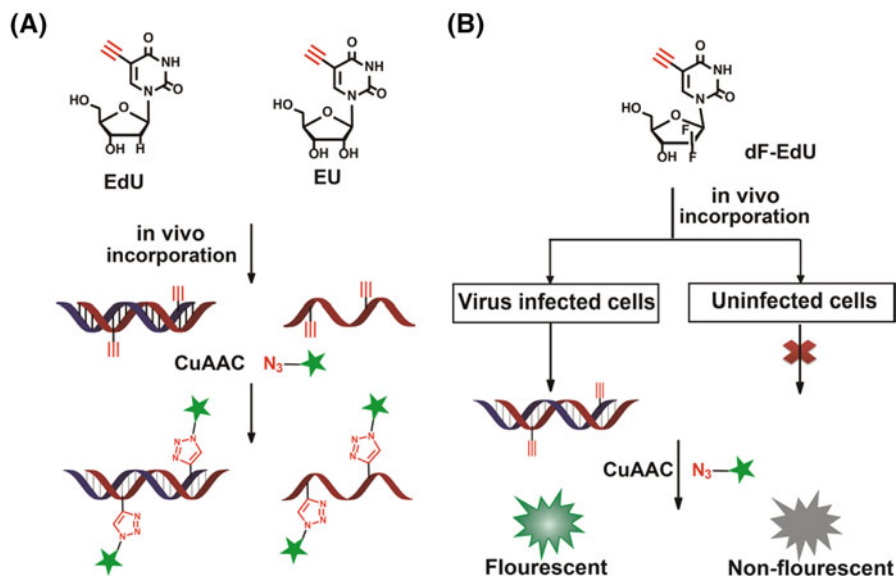 (A)
O
NH
N
O
HO
O
OH H
EdU
O
NH
N
O
HO
O
OH OH
EU
in vivo
incorporation
CuAAC N3
N
N
N
N
N
N
N
N
N
N
N
N
(B)
O
NH
N
O
HO
O
F
OH
F
dF-EdU
in vivo
incorporation
Virus infected cells
Uninfected cells
CuAAC N3
Flourescent
Non-flourescent